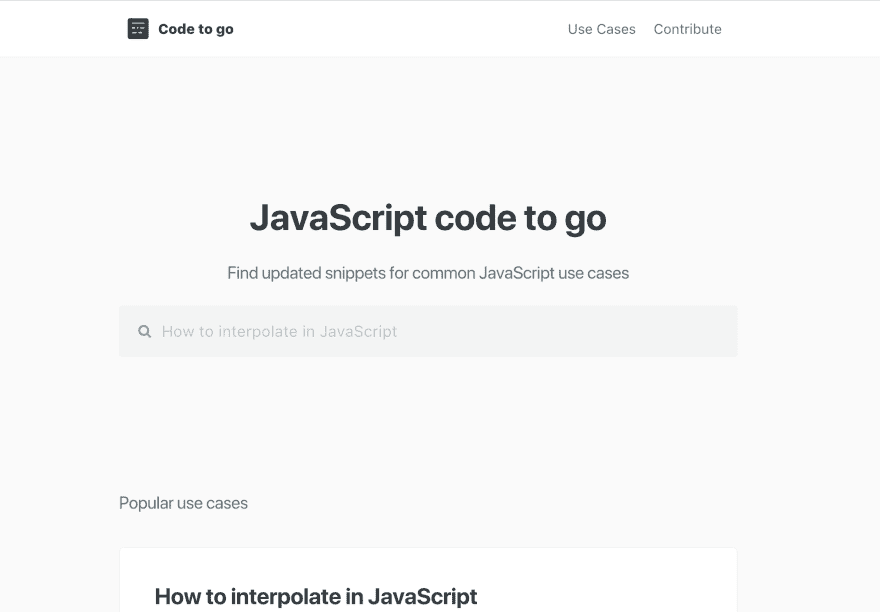 Code to go
Use Cases
Contribute
JavaScript code to go
Find updated snippets for common JavaScript use cases
How to interpolate in JavaScript
Popular use cases
How to interpolate in JavaScript